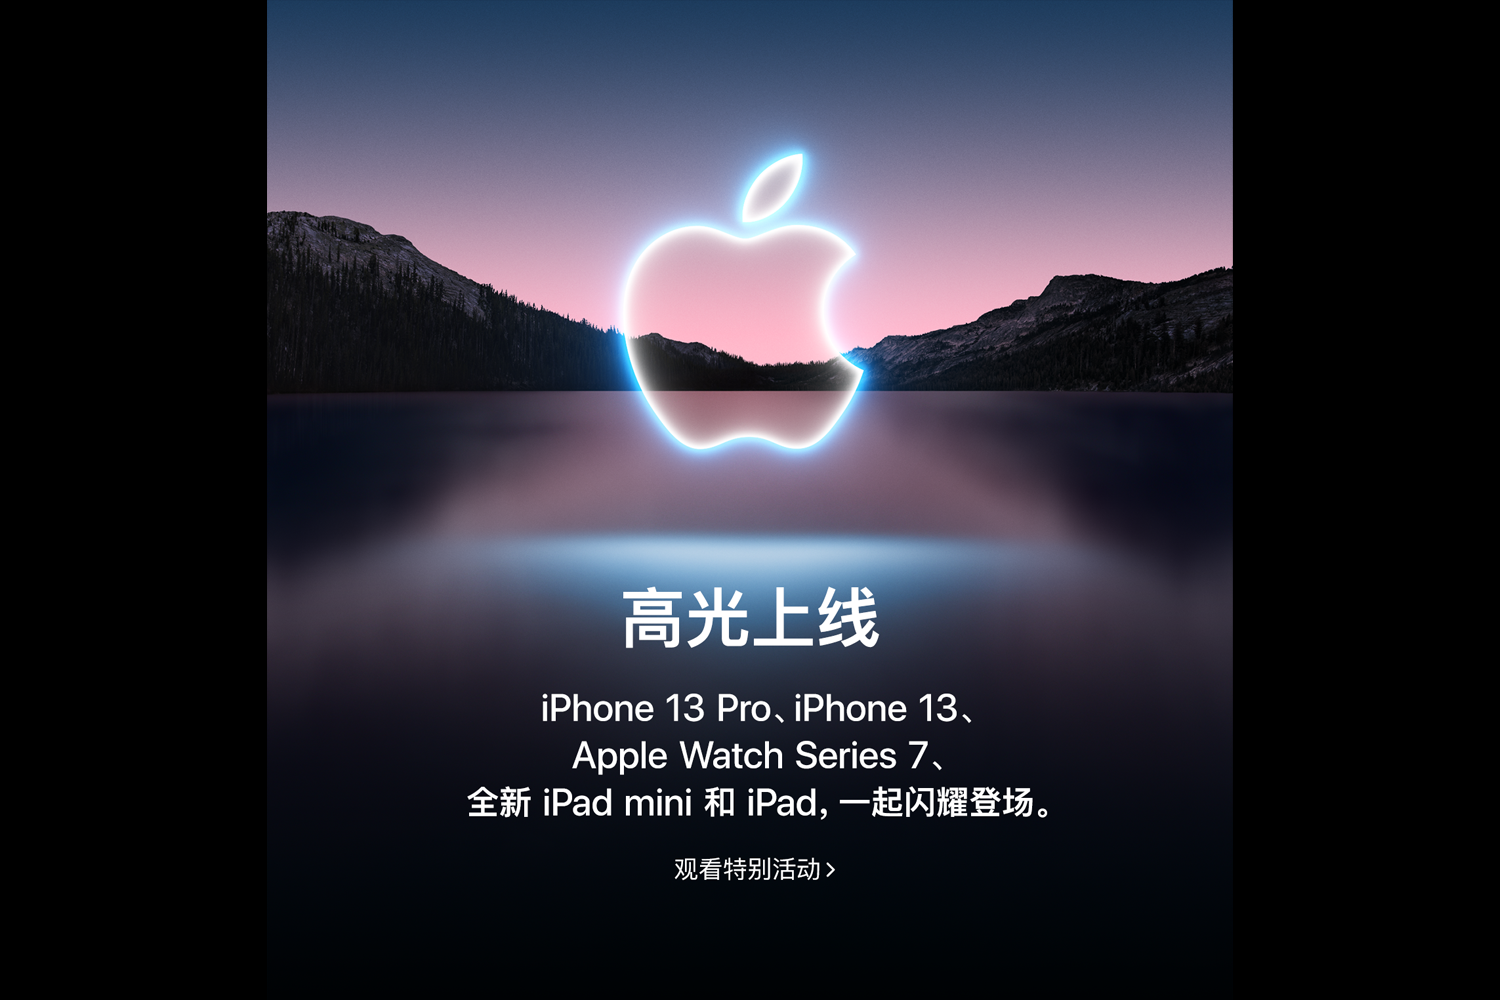 高光上线
iPhone 13 Pro、iPhone 13、
Apple Watch Series 7、
全新 iPad mini 和 iPad，一起闪耀登场。
观看特别活动 >